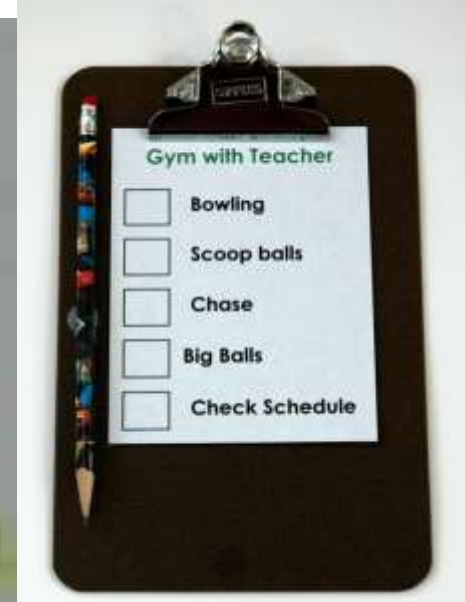 Gym with Teacher
Bowling
Scoop balls
Chase
Big Balls
Check Schedule